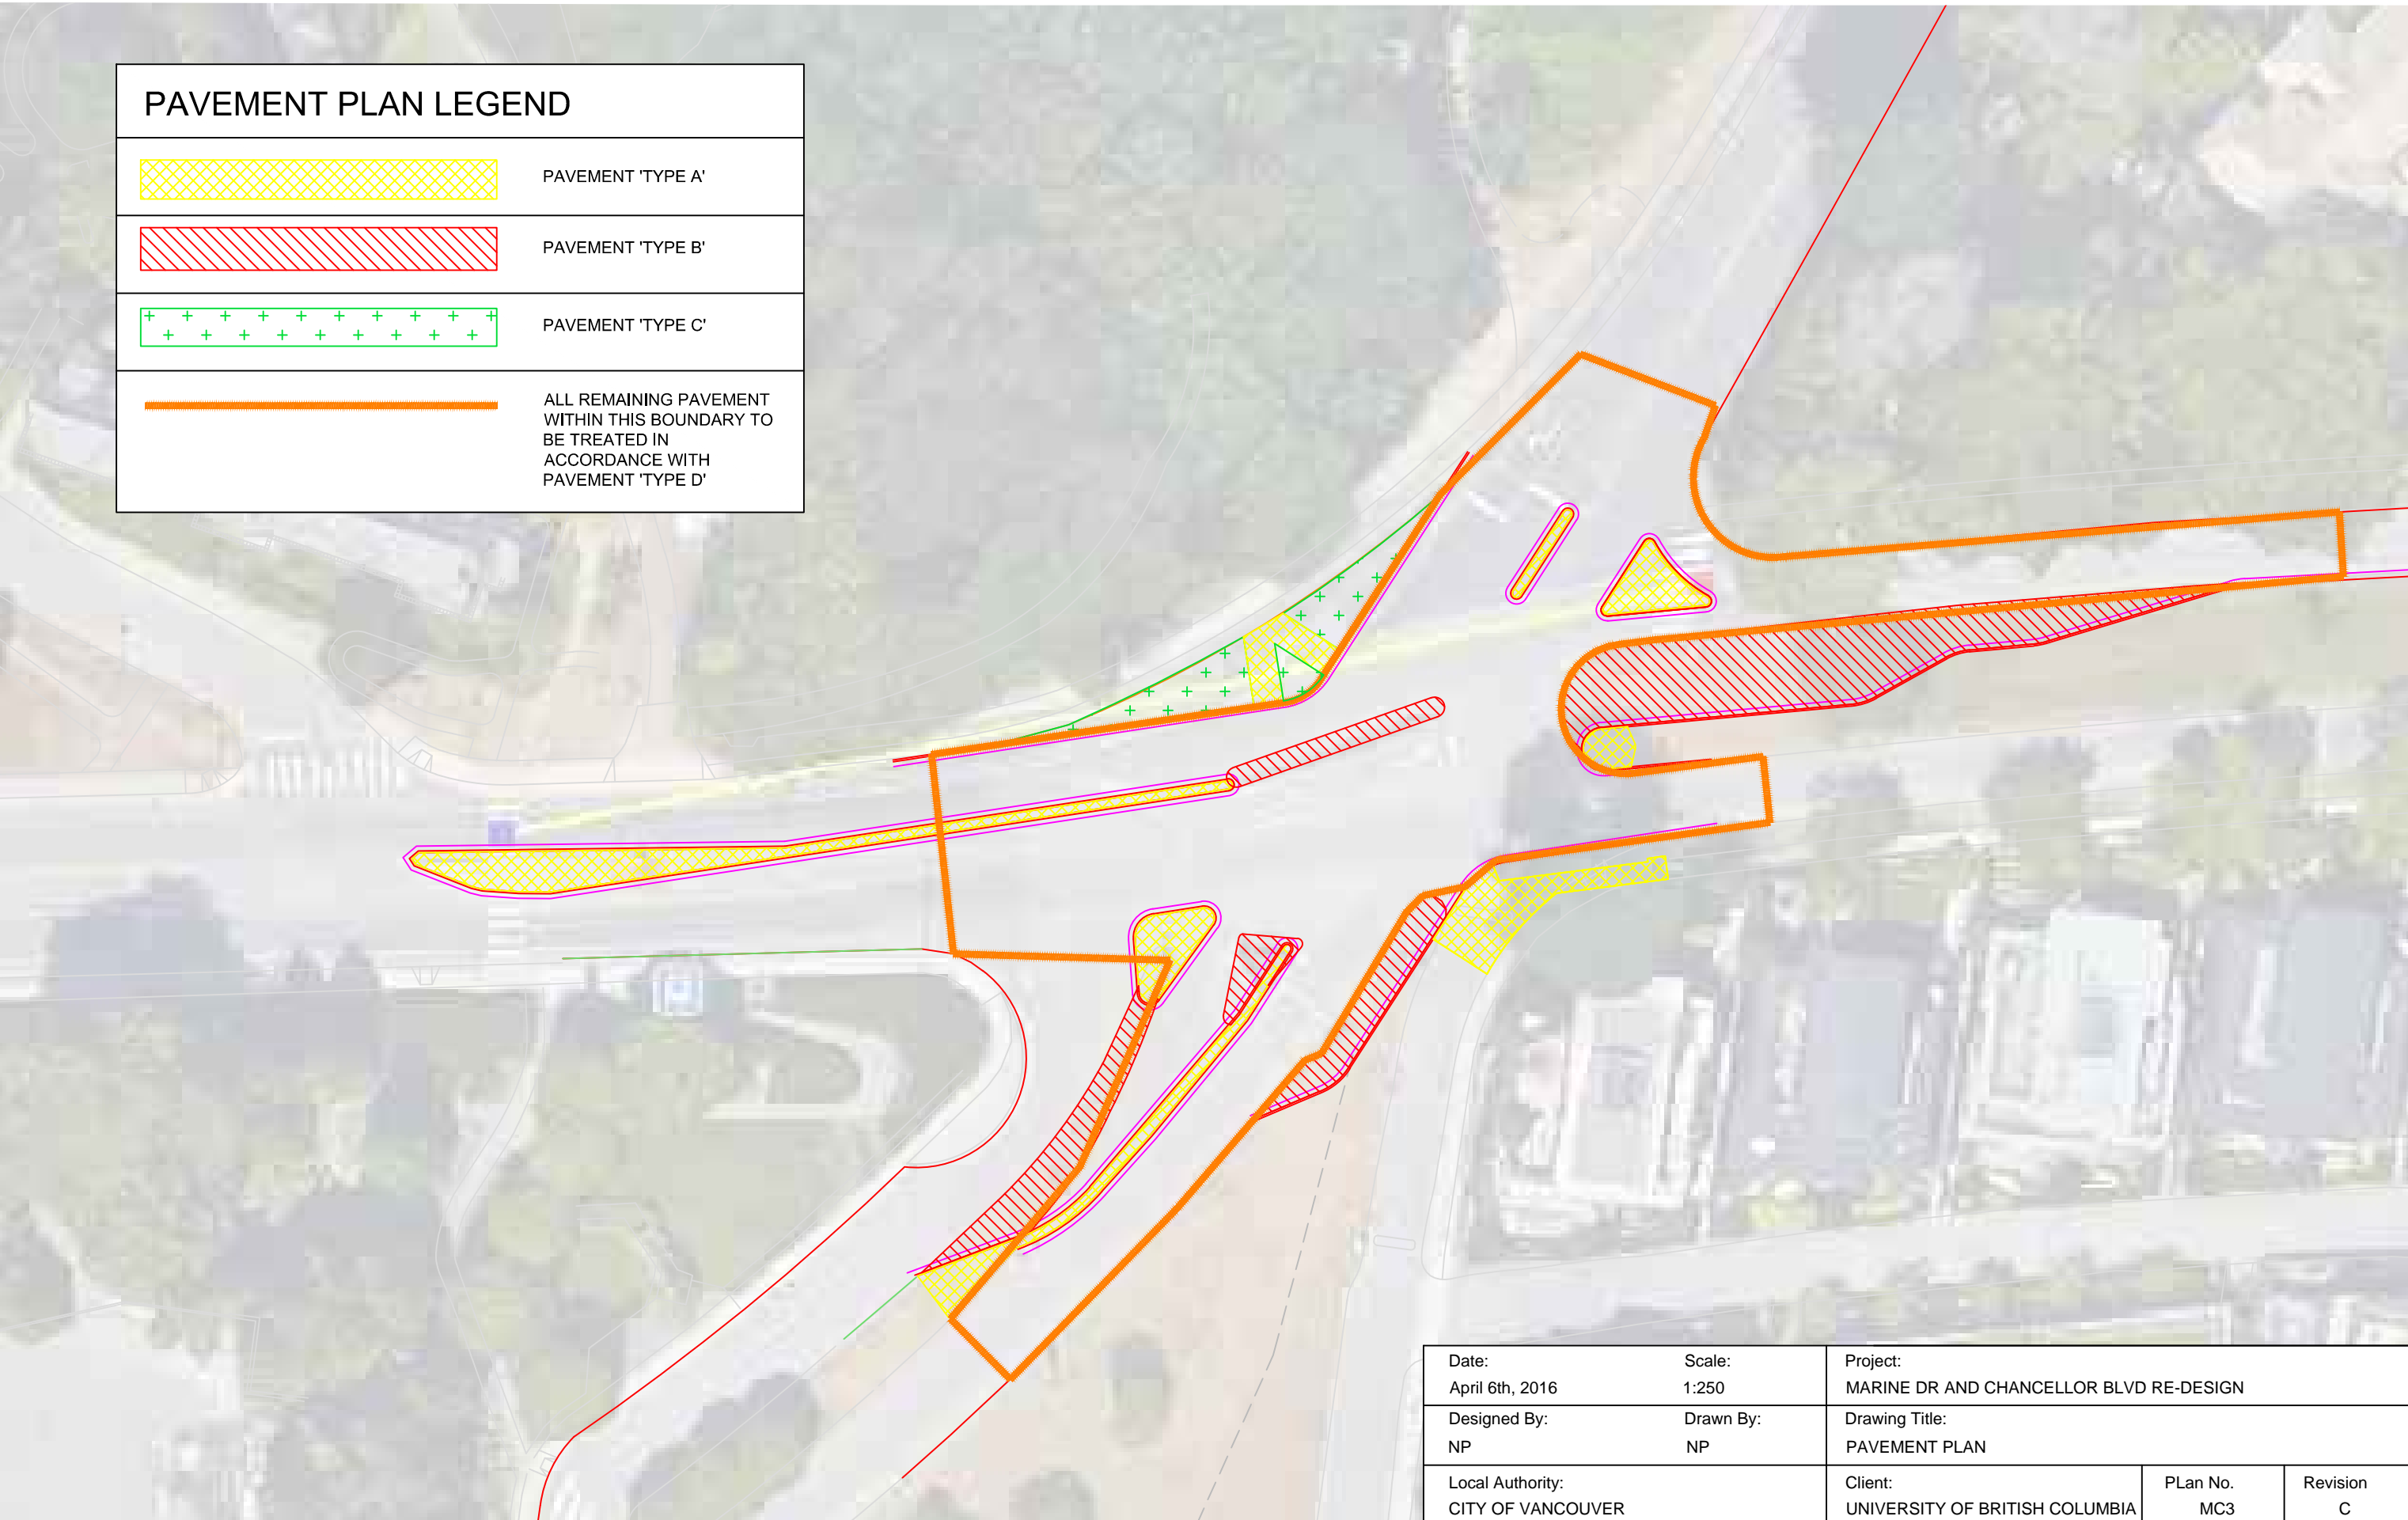 PAVEMENT PLAN LEGEND
PAVEMENT 'TYPE A'
PAVEMENT 'TYPE B'
PAVEMENT 'TYPE C'
ALL REMAINING PAVEMENT
WITHIN THIS BOUNDARY TO
BE TREATED IN
ACCORDANCE WITH
PAVEMENT 'TYPE D'
Date:
April 6th, 2016
Scale:
1:250
Project:
MARINE DR AND CHANCELLOR BLVD RE-DESIGN
Designed By:
NP
Drawn By:
NP
Drawing Title:
PAVEMENT PLAN
Local Authority:
CITY OF VANCOUVER
Client:
UNIVERSITY OF BRITISH COLUMBIA
PLan No.
MC3
Revision
C